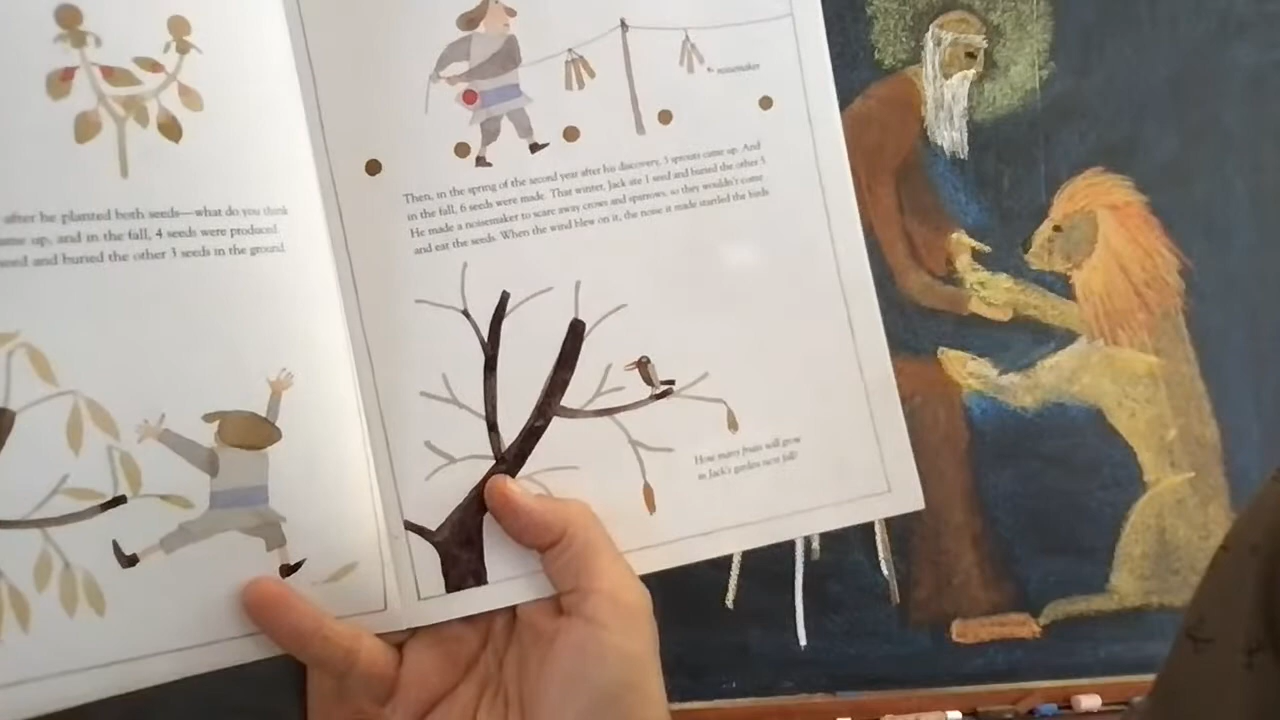 after he planted both seeds—what do you think
came up, and in the fall, 4 seeds were produced.
seed and buried the other 3 seeds in the ground.
noisemaker
Then, in the spring of the second year after his discovery, 3 sprouts came up. And
in the fall, 6 seeds were made. That winter, Jack ate 1 seed and buried the other 5.
He made a noisemaker to scare away crows and sparrows, so they wouldn't come
and eat the seeds. When the wind blew on it, the noise it made startled the birds.
How many fruits will grow
in Jack's garden next fall?